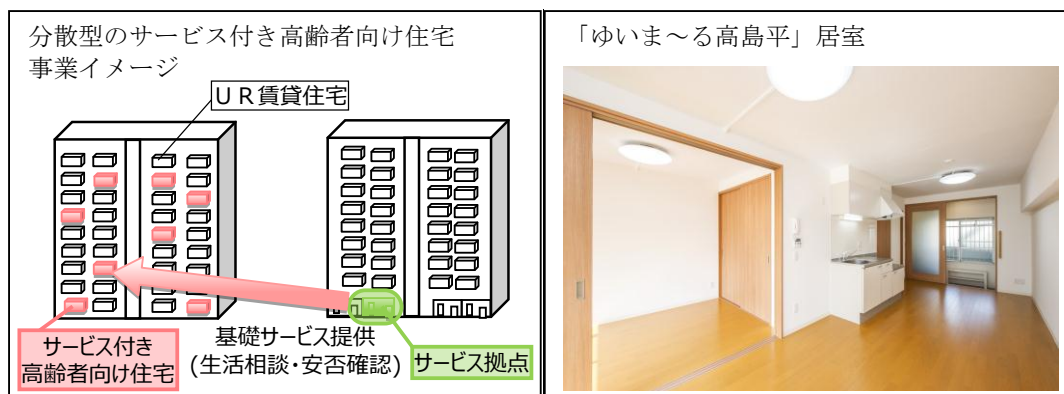 分散型のサービス付き高齢者向け住宅
事業イメージ
ＵＲ賃貸住宅
サービス付き
高齢者向け住宅
基礎サービス提供
(生活相談・安否確認)
サービス拠点
「ゆいま～る高島平」居室